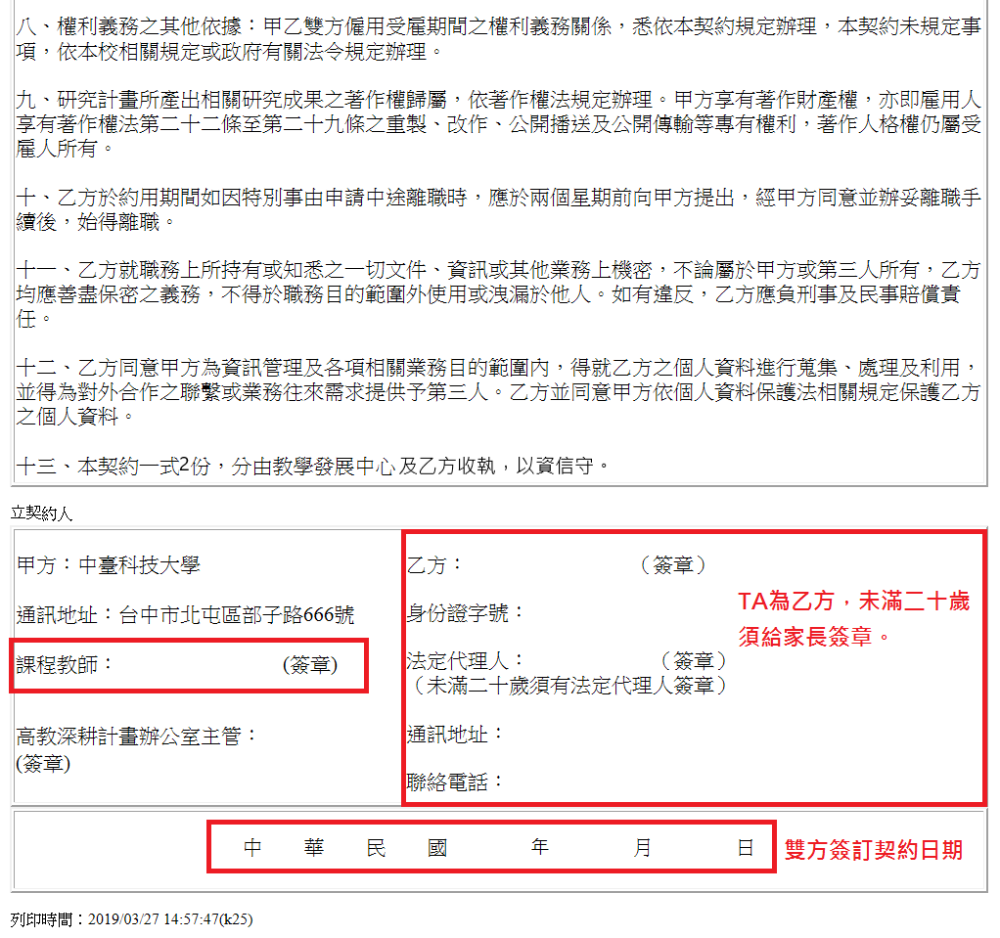 八、權利義務之其他依據：甲乙雙方僱用受雇期間之權利義務關係，悉依本契約規定辦理，本契約未規定事
項，依本校相關規定或政府有關法令規定辦理。
九、研究計畫所產出相關研究成果之著作權歸屬，依著作權法規定辦理。甲方享有著作財產權，亦即雇用人
享有著作權法第二十二條至第二十九條之重製、改作、公開播送及公開傳輸等專有權利，著作人格權仍屬受
雇人所有。
十、乙方於約用期間如因特別事由申請中途離職時，應於兩個星期前向甲方提出，經甲方同意並辦妥離職手
續後，始得離職。
十一、乙方就職務上所持有或知悉之一切文件、資訊或其他業務上機密，不論屬於甲方或第三人所有，乙方
均應善盡保密之義務，不得於職務目的範圍外使用或洩漏於他人。如有違反，乙方應負刑事及民事賠償責
任。
十二、乙方同意甲方為資訊管理及各項相關業務目的範圍內，得就乙方之個人資料進行蒐集、處理及利用，
並得為對外合作之聯繫或業務往來需求提供予第三人。乙方並同意甲方依個人資料保護法相關規定保護乙方
之個人資料。
十三、本契約一式2份，分由教學發展中心及乙方收執，以資信守。
立契約人
甲方：中臺科技大學
通訊地址：台中市北屯區部子路666號
課程教師： (簽章)
高教深耕計畫辦公室主管：
(簽章)
乙方： （簽章）
身份證字號：
法定代理人： （簽章）
（未滿二十歲須有法定代理人簽章）
通訊地址：
聯絡電話：
TA為乙方，未滿二十歲
須給家長簽章。
中 華 民 國 年 月 日
雙方簽訂契約日期
列印時間：2019/03/27 14:57:47(k25)